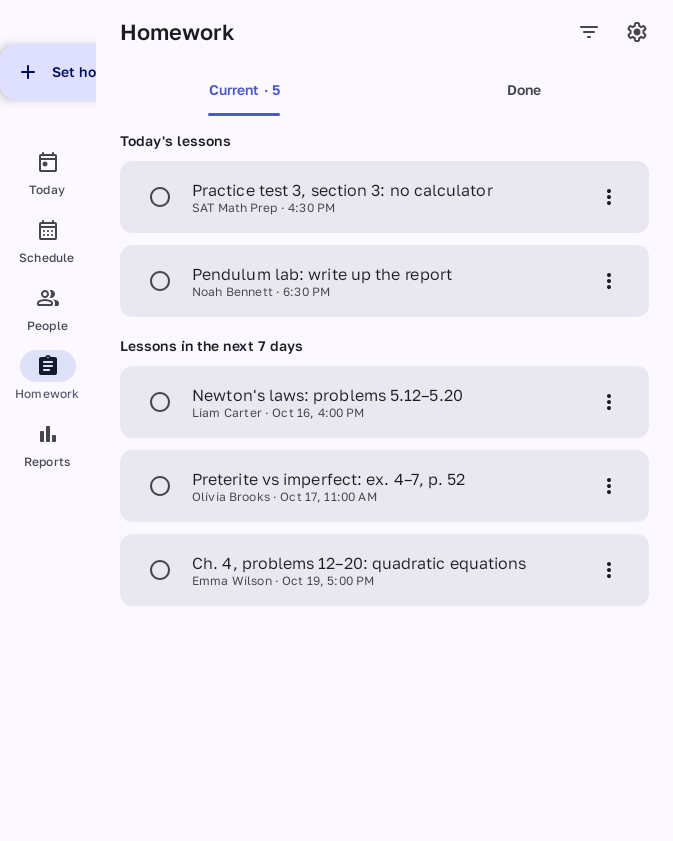 Homework
Set ho
Today
Schedule
People
Homework
Reports
Current · 5
Done
Today's lessons
Practice test 3, section 3: no calculator
SAT Math Prep · 4:30 PM
Pendulum lab: write up the report
Noah Bennett · 6:30 PM
Lessons in the next 7 days
Newton's laws: problems 5.12–5.20
Liam Carter · Oct 16, 4:00 PM
Preterite vs imperfect: ex. 4–7, p. 52
Olivia Brooks · Oct 17, 11:00 AM
Ch. 4, problems 12–20: quadratic equations
Emma Wilson · Oct 19, 5:00 PM